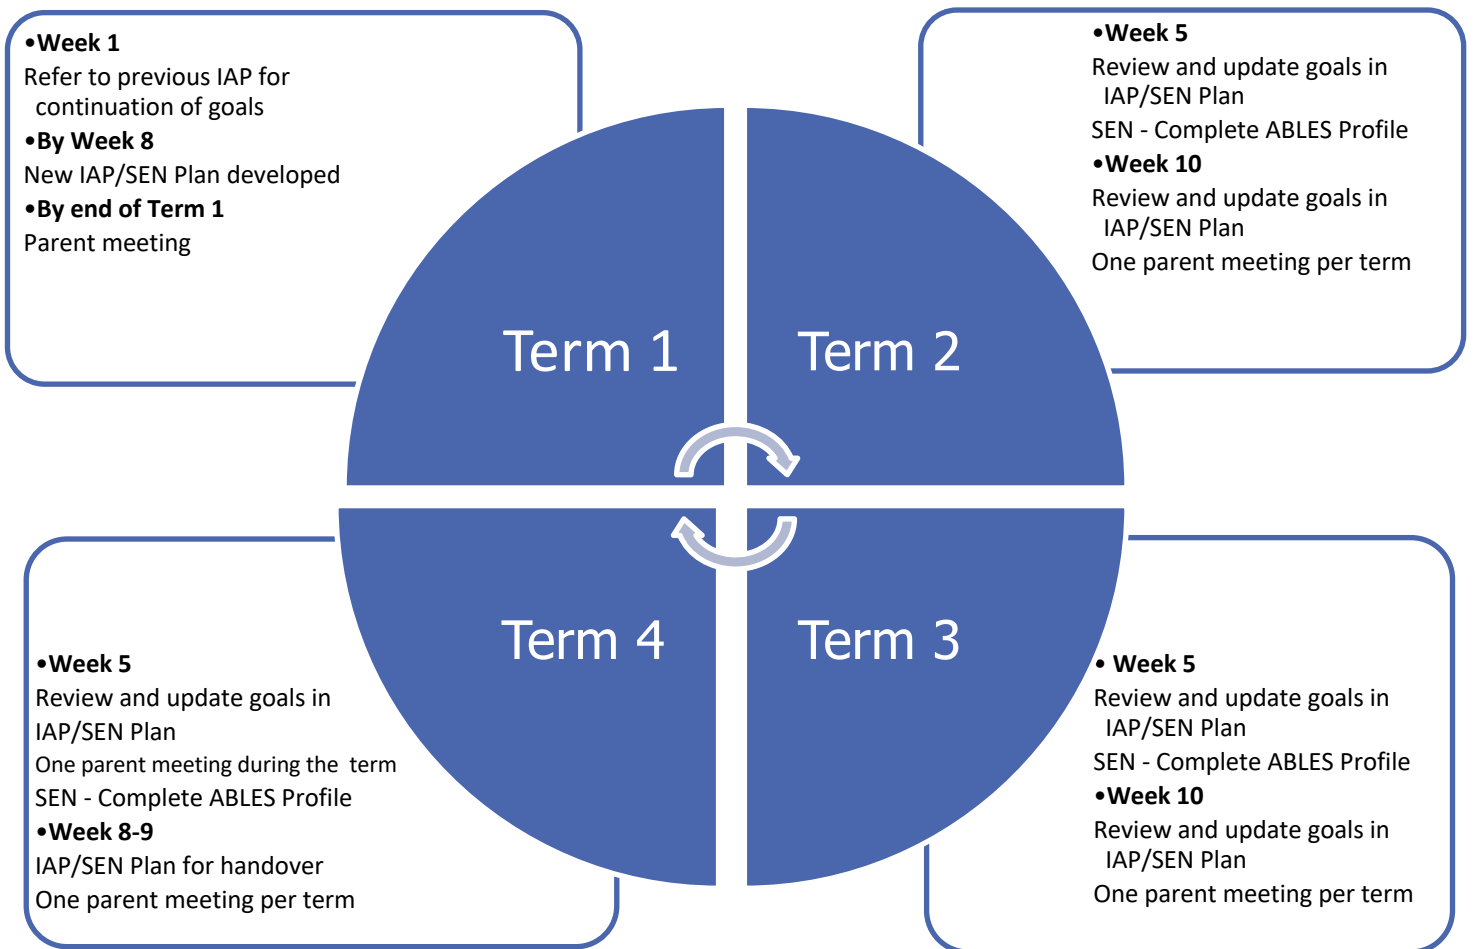 •Week 1
Refer to previous IAP for
continuation of goals
•By Week 8
New IAP/SEN Plan developed
•By end of Term 1
Parent meeting
•Week 5
Review and update goals in
IAP/SEN Plan
SEN - Complete ABLES Profile
•Week 10
Review and update goals in
IAP/SEN Plan
One parent meeting per term
Term 1
Term 2
Term 4
Term 3
•Week 5
Review and update goals in
IAP/SEN Plan
One parent meeting during the term
SEN - Complete ABLES Profile
•Week 8-9
IAP/SEN Plan for handover
One parent meeting per term
• Week 5
Review and update goals in
IAP/SEN Plan
SEN - Complete ABLES Profile
•Week 10
Review and update goals in
IAP/SEN Plan
One parent meeting per term